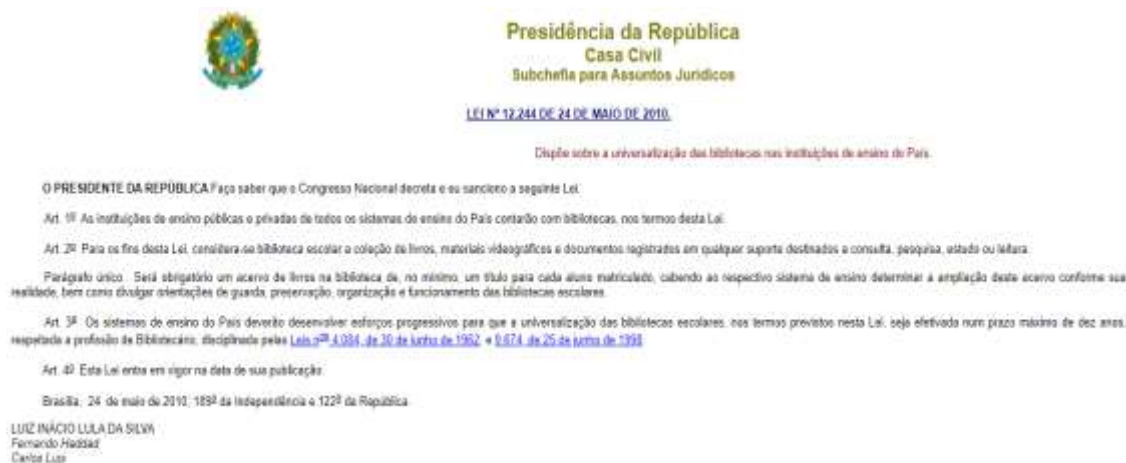 Presidência da República
Casa Civil
Subchefia para Assuntos Jurídicos
LEI Nº 12.244 DE 24 DE MAIO DE 2010.
Dispõe sobre a universalização das bibliotecas nas instituições de ensino do País.
O PRESIDENTE DA REPÚBLICA Faço saber que o Congresso Nacional decreta e eu sanciono a seguinte Lei:
Art. 1º As instituições de ensino públicas e privadas de todos os sistemas de ensino do País contarão com bibliotecas, nos termos desta Lei.
Art. 2º Para os fins desta Lei, considera-se biblioteca escolar a coleção de livros, materiais videográficos e documentos registrados em qualquer suporte destinados a consulta, pesquisa, estudo ou leitura.
Parágrafo único. Será obrigatório um acervo de livros na biblioteca de, no mínimo, um título para cada aluno matriculado, cabendo ao respectivo sistema de ensino determinar a ampliação deste acervo conforme sua
realidade, bem como divulgar orientações de guarda, preservação, organização e funcionamento das bibliotecas escolares.
Art. 3º Os sistemas de ensino do País deverão desenvolver esforços progressivos para que a universalização das bibliotecas escolares, nos termos previstos nesta Lei, seja efetivada num prazo máximo de dez anos,
respeitada a profissão de Bibliotecário, disciplinada pelas Leis nºs 4.084, de 30 de junho de 1962, e 9.674, de 25 de junho de 1998.
Art. 4º Esta Lei entra em vigor na data de sua publicação.
Brasília, 24 de maio de 2010; 189º da Independência e 122º da República.
LUIZ INÁCIO LULA DA SILVA
Fernando Haddad
Carlos Lupi